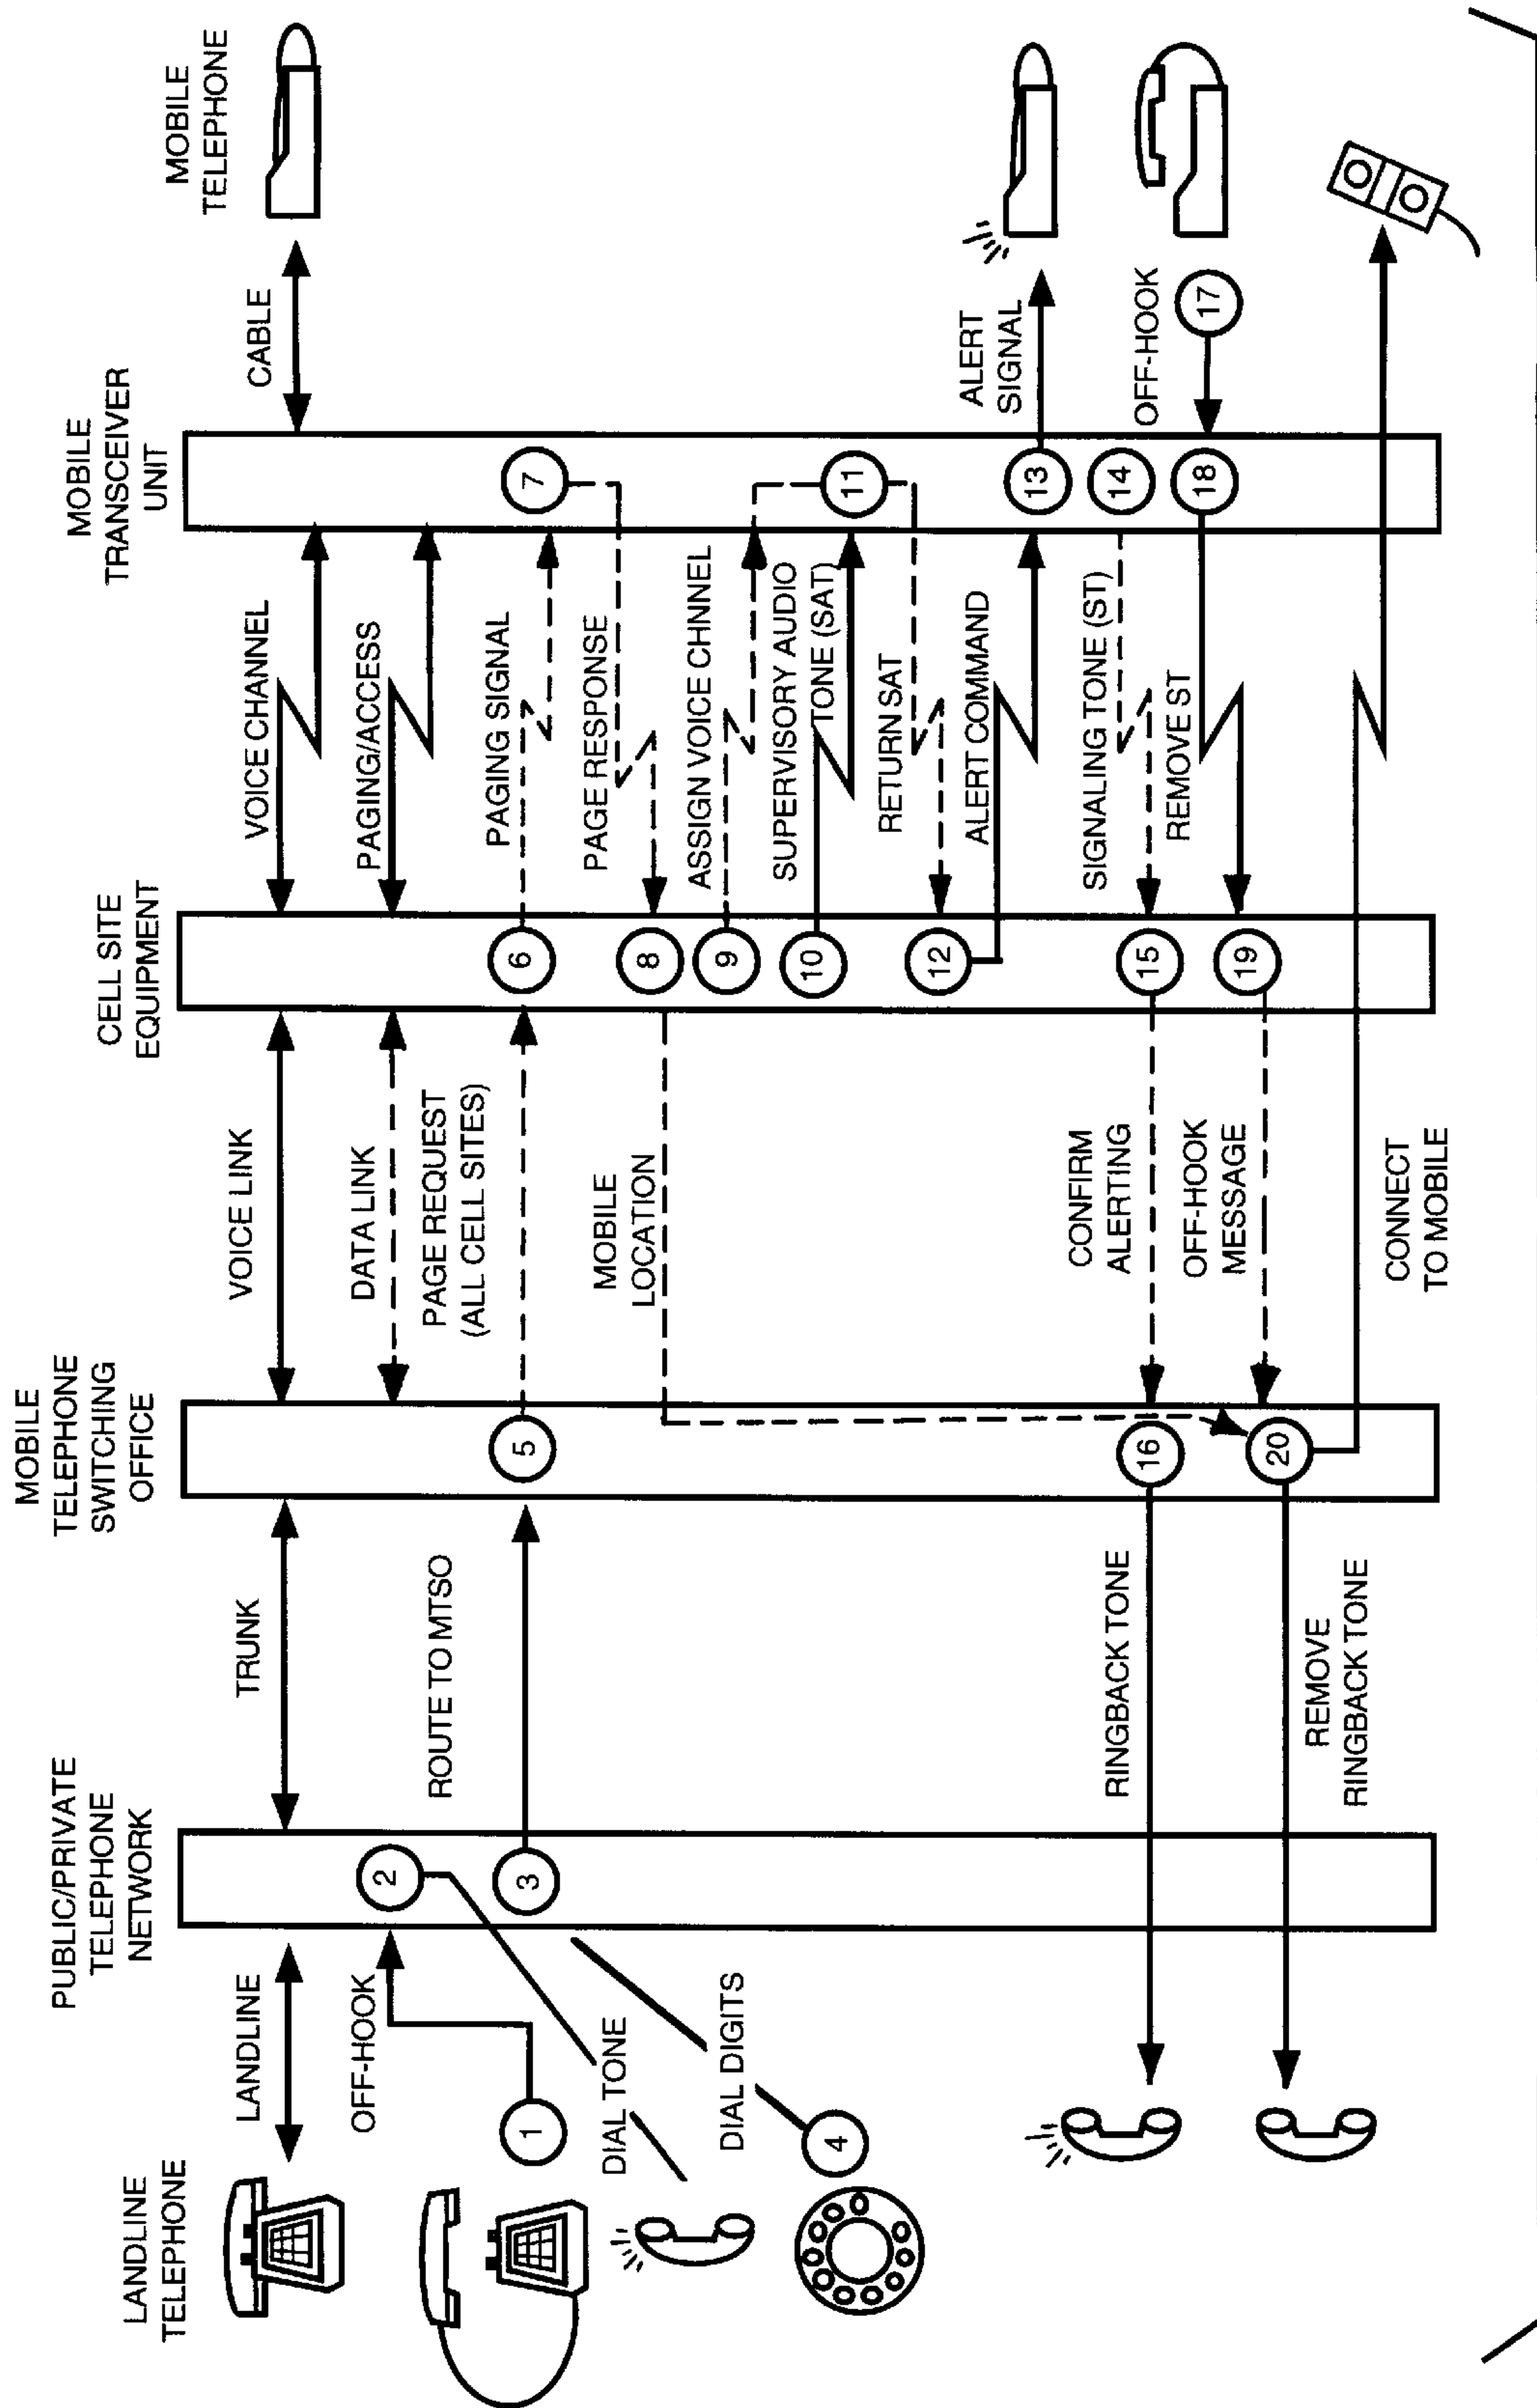 LANDLINE
TELEPHONE
PUBLIC/PRIVATE
TELEPHONE
NETWORK
MOBILE
TELEPHONE
SWITCHING
OFFICE
CELL SITE
EQUIPMENT
MOBILE
TRANSCEIVER
UNIT
MOBILE
TELEPHONE
LANDLINE
TRUNK
VOICE LINK
VOICE CHANNEL
CABLE
OFF-HOOK
2
DATA LINK
PAGING/ACCESS
1
3
ROUTE TO MTSO
5
PAGE REQUEST
(ALL CELL SITES)
6
PAGING SIGNAL
7
DIAL TONE
MOBILE
LOCATION
8
PAGE RESPONSE
DIAL DIGITS
9
ASSIGN VOICE CHNNEL
4
10
SUPERVISORY AUDIO
TONE (SAT)
11
12
RETURN SAT
ALERT COMMAND
13
ALERT
SIGNAL
14
RINGBACK TONE
16
CONFIRM
ALERTING
15
SIGNALING TONE (ST)
18
OFF-HOOK
17
REMOVE ST
19
OFF-HOOK
MESSAGE
20
REMOVE
RINGBACK TONE
CONNECT
TO MOBILE